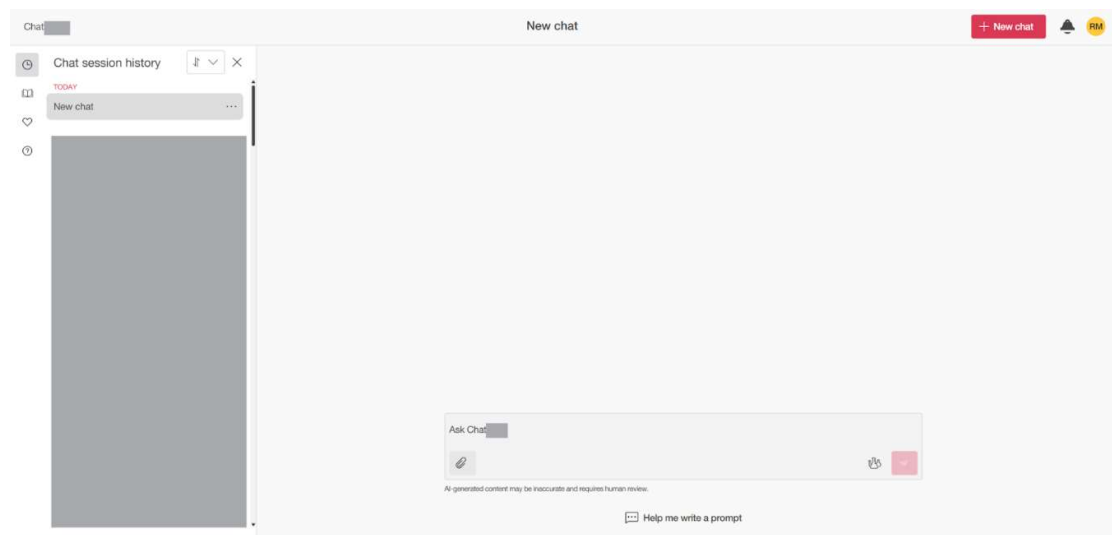 Chat
New chat
+ New chat
RM
Chat session history
TODAY
New chat
Ask Chat
AI-generated content may be inaccurate and requires human review.
Help me write a prompt